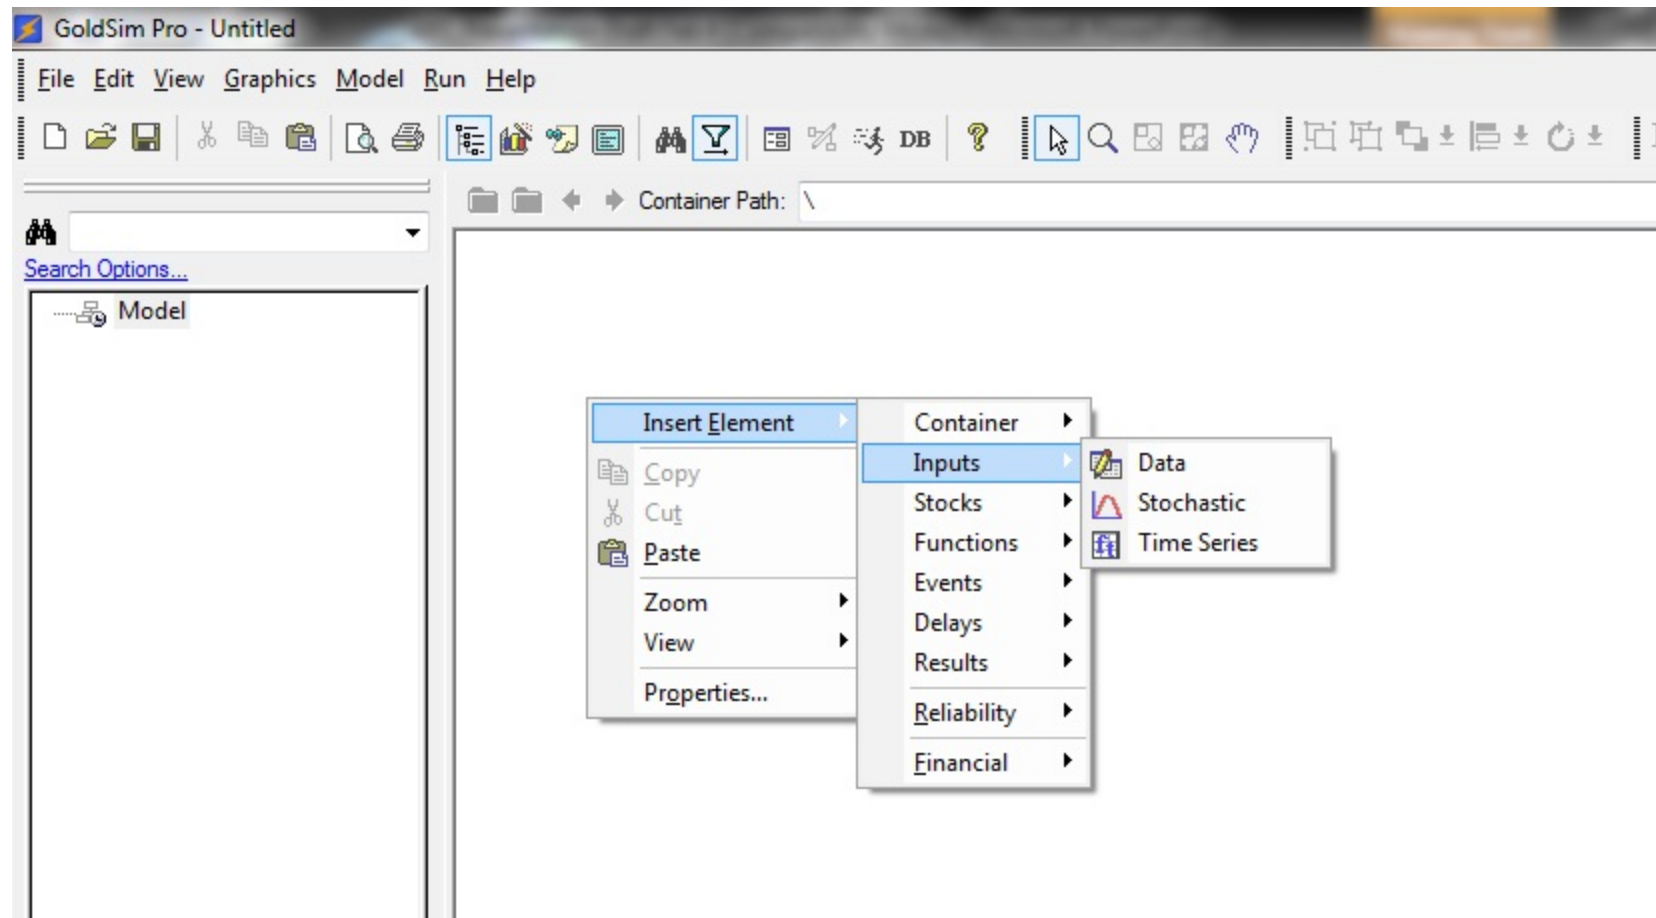 GoldSim Pro - Untitled
File Edit View Graphics Model Run Help
DB
Container Path: \
Search Options...
Model
Insert Element
Copy
Cut
Paste
Zoom
View
Properties...
Container
Inputs
Stocks
Functions
Events
Delays
Results
Reliability
Financial
Data
Stochastic
Time Series